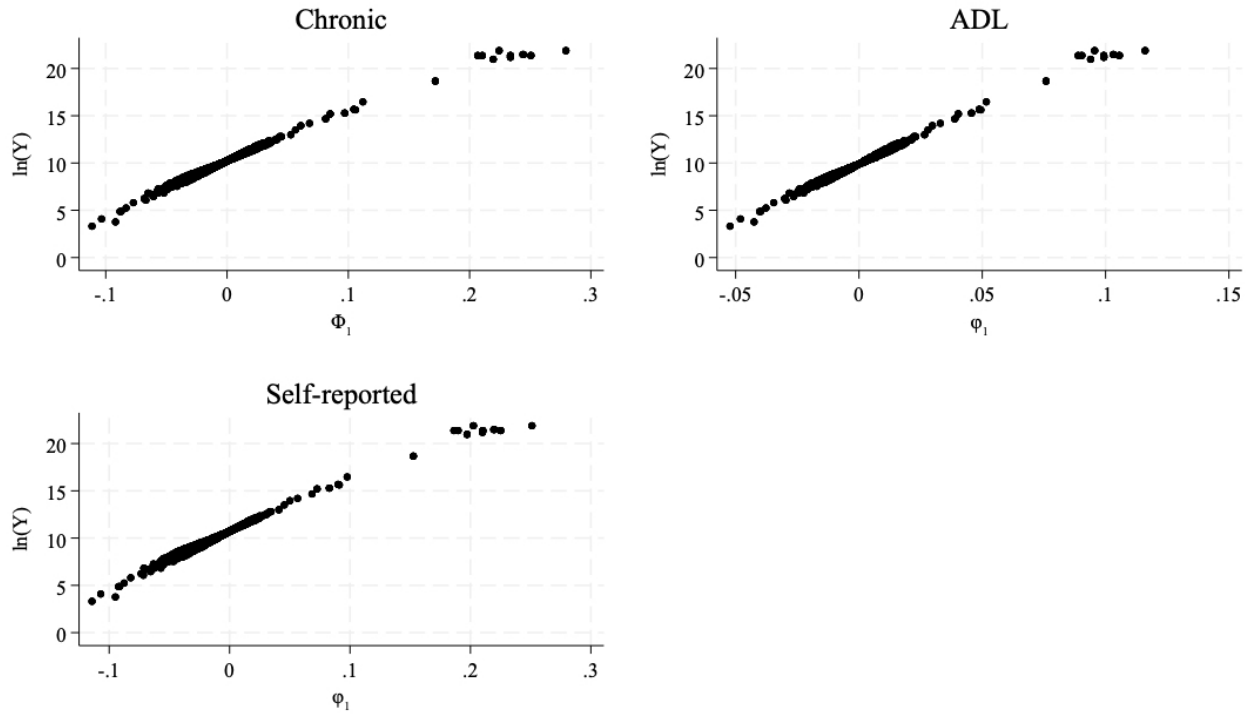 Chronic
ln(Y)
20
15
10
5
0
-.1 0 .1 .2 .3
Φ₁
ADL
ln(Y)
20
15
10
5
0
-.05 0 .05 .1 .15
φ₁
Self-reported
ln(Y)
20
15
10
5
0
-.1 0 .1 .2 .3
φ₁